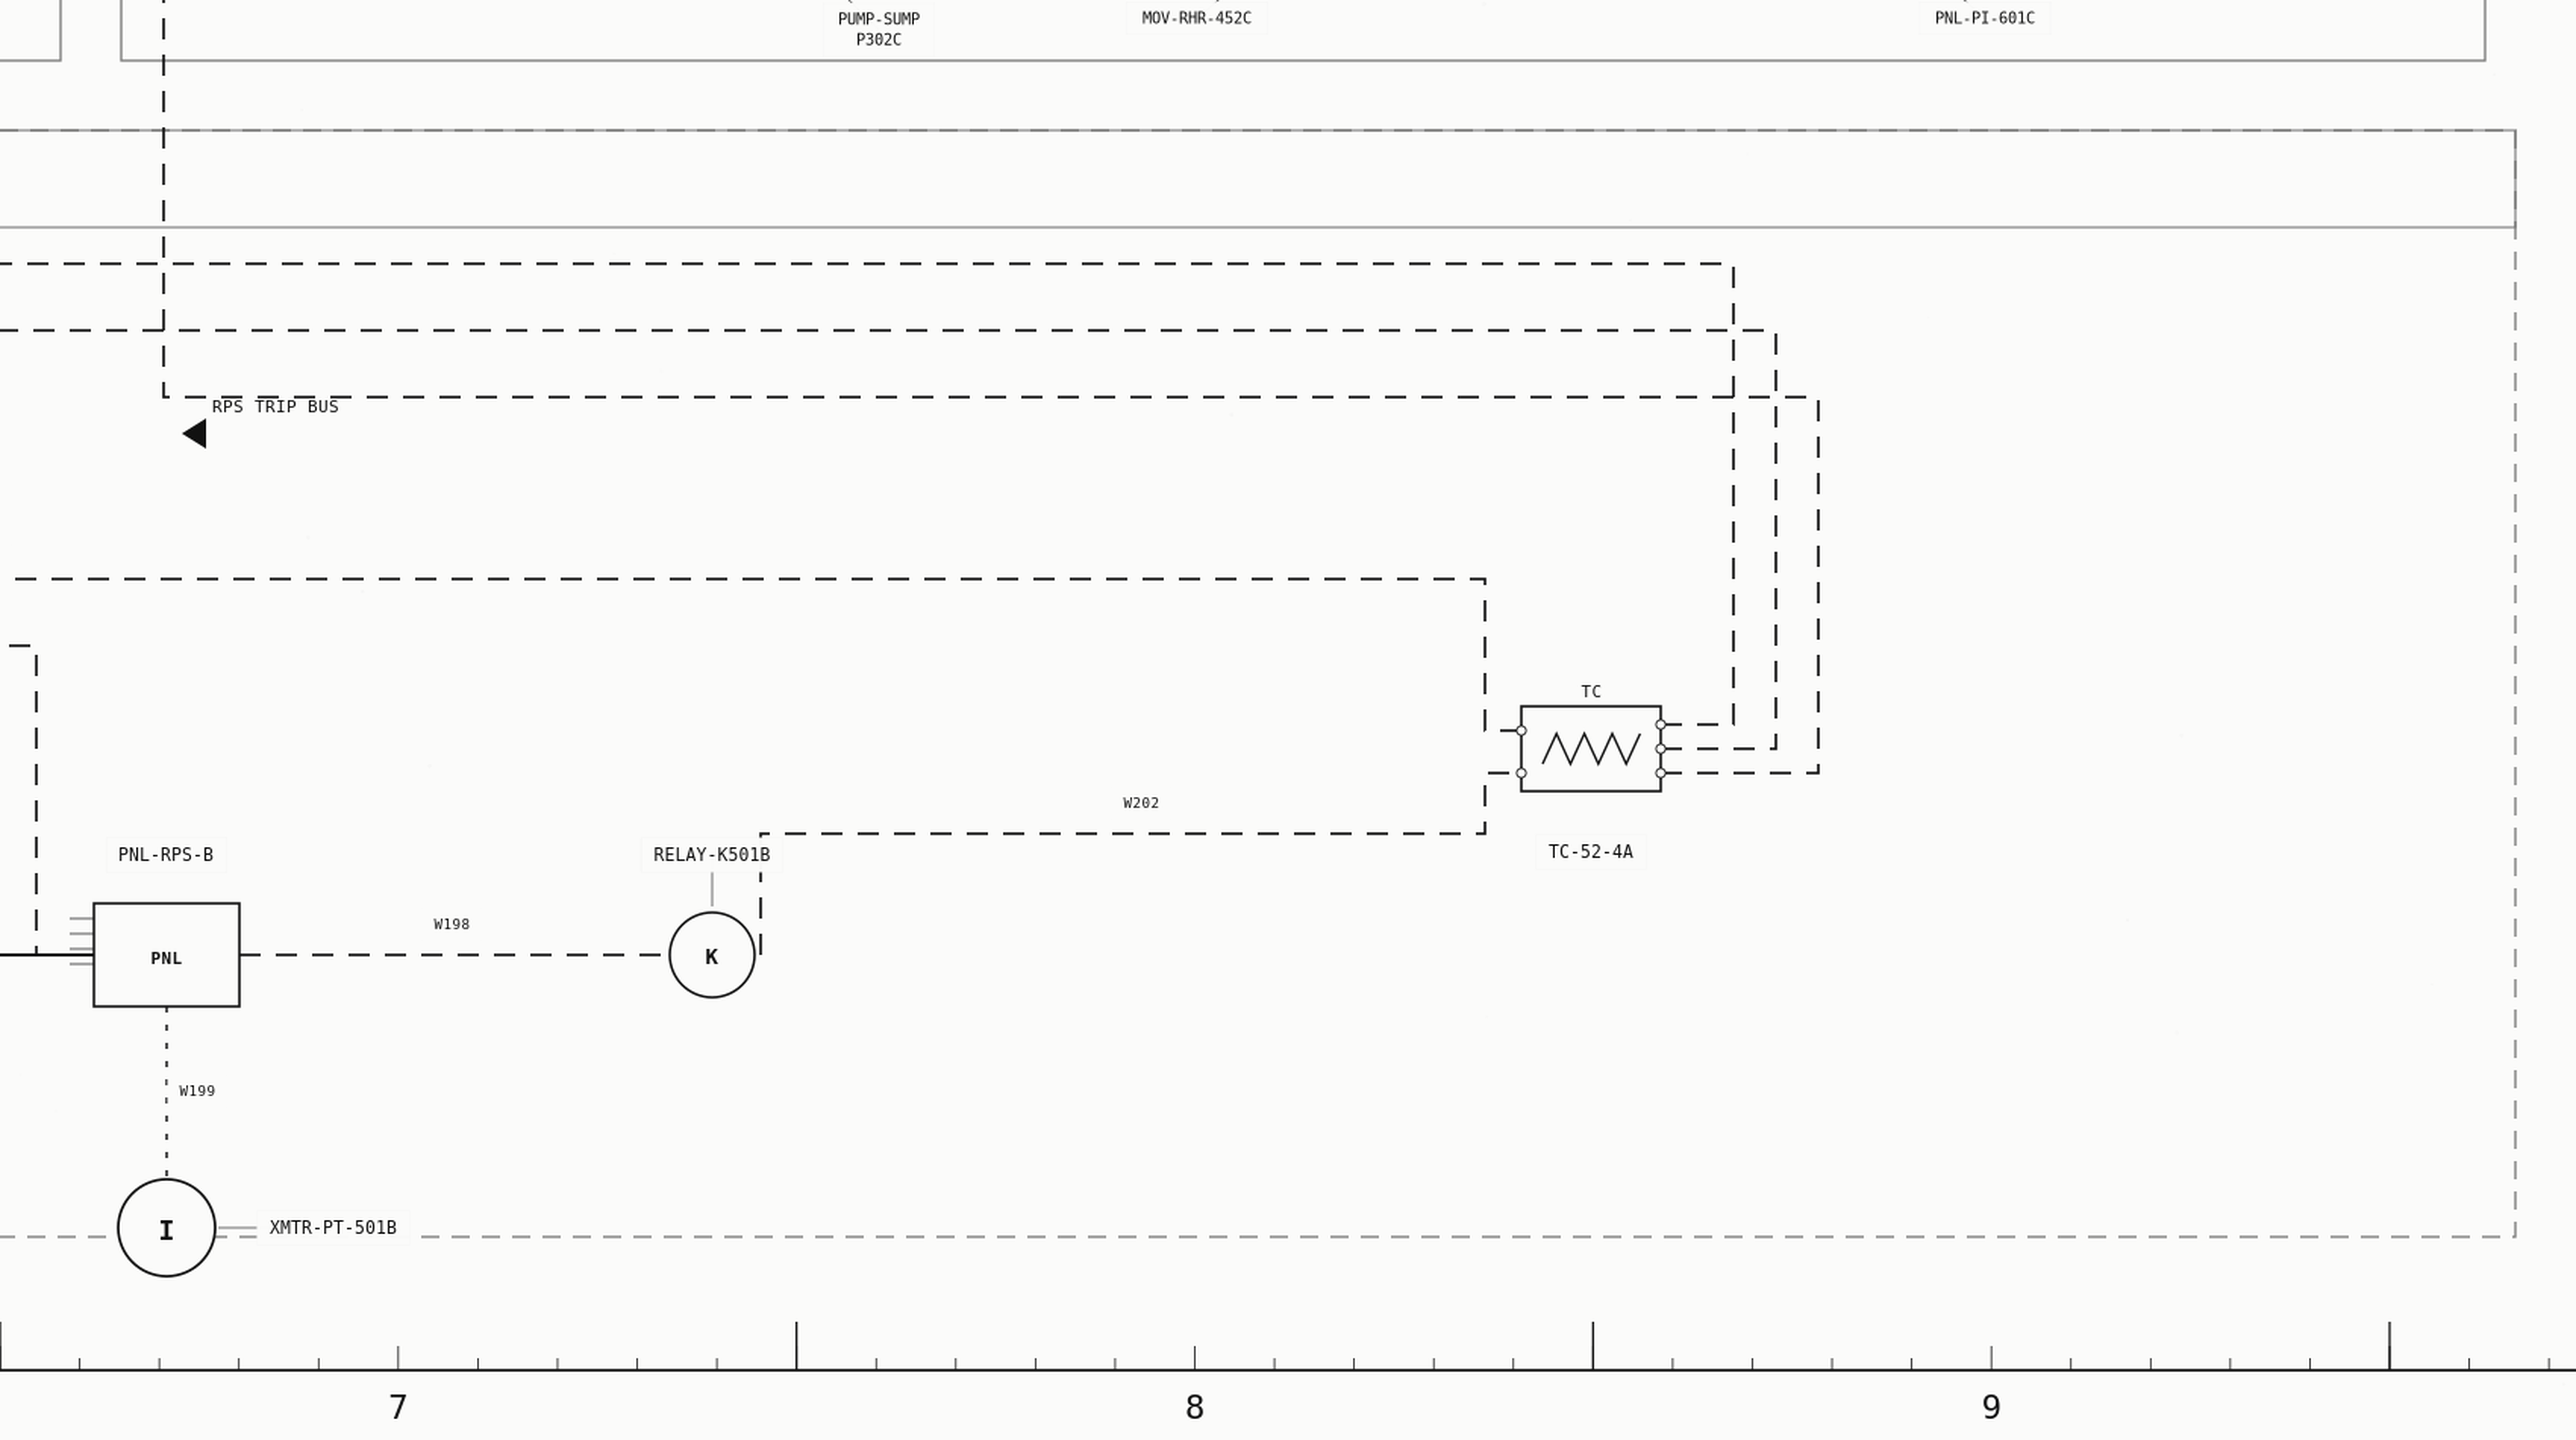 PUMP-SUMP
P302C
MOV-RHR-452C
PNL-PI-601C
RPS TRIP BUS
TC
W202
TC-52-4A
PNL-RPS-B
RELAY-K501B
W198
PNL
K
W199
I
XMTR-PT-501B
7
8
9